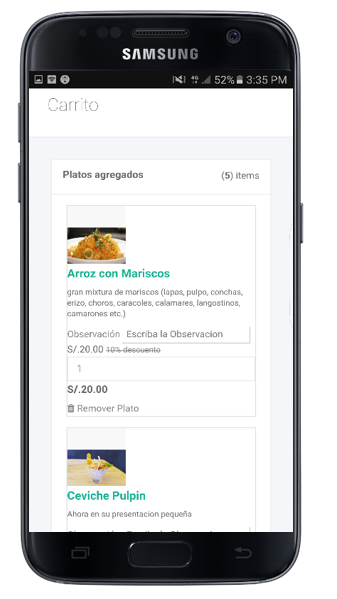 SAMSUNG
52% 3:35 PM
Carrito
Platos agregados (5) items
Arroz con Mariscos
gran mixtura de mariscos (lapas, pulpo, conchas,
erizo, choros, caracoles, calamares, langostinos,
camarones etc.)
Observación Escriba la Observacion
S/.20.00 10% descuento
1
S/.20.00
Remover Plato
Ceviche Pulpin
Ahora en su presentacion pequeña